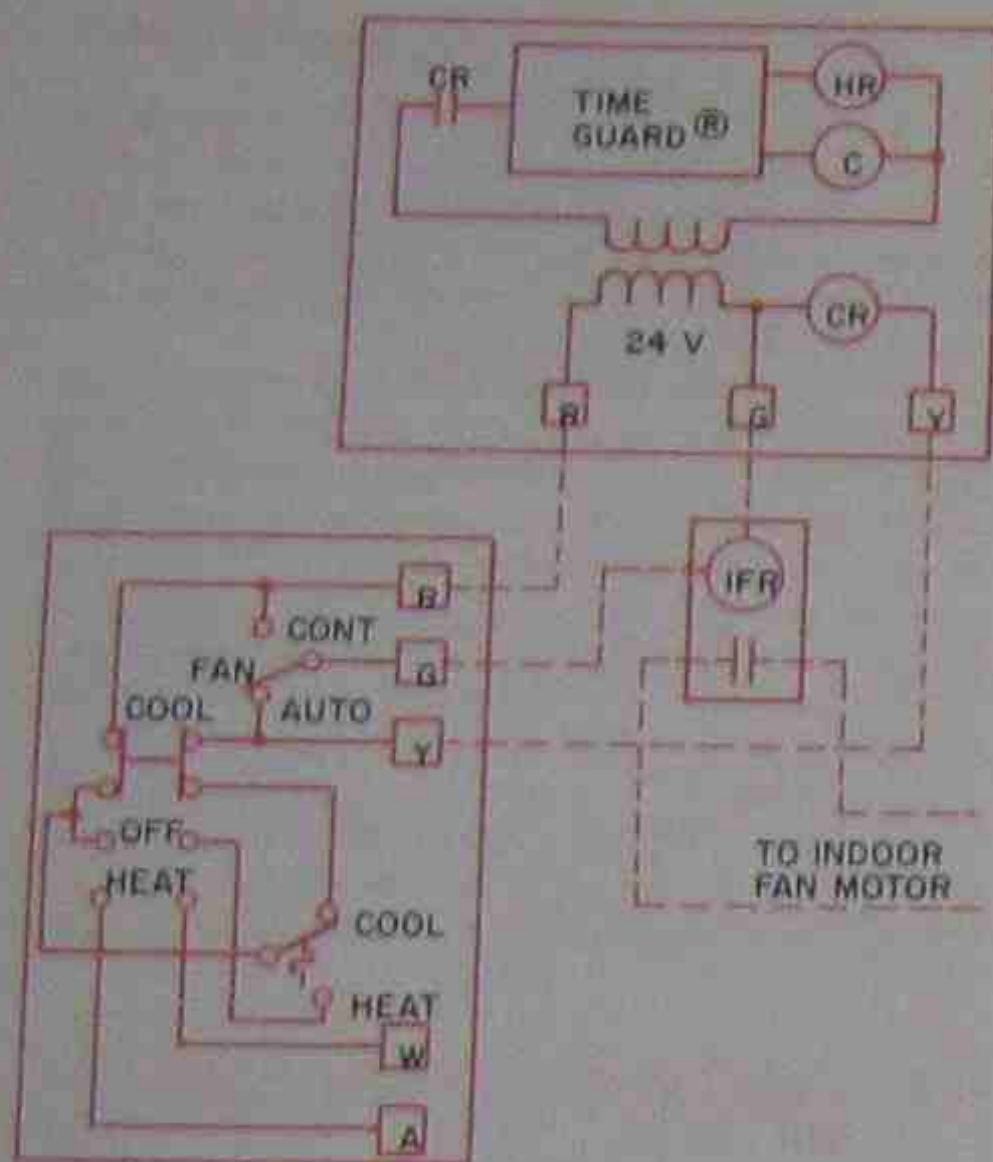 CR
TIME
GUARD ®
HR
C
24 V
CR
R
G
Y
IFR
R
CONT
FAN
G
COOL
AUTO
Y
OFF
HEAT
TO INDOOR
FAN MOTOR
COOL
HEAT
W
A